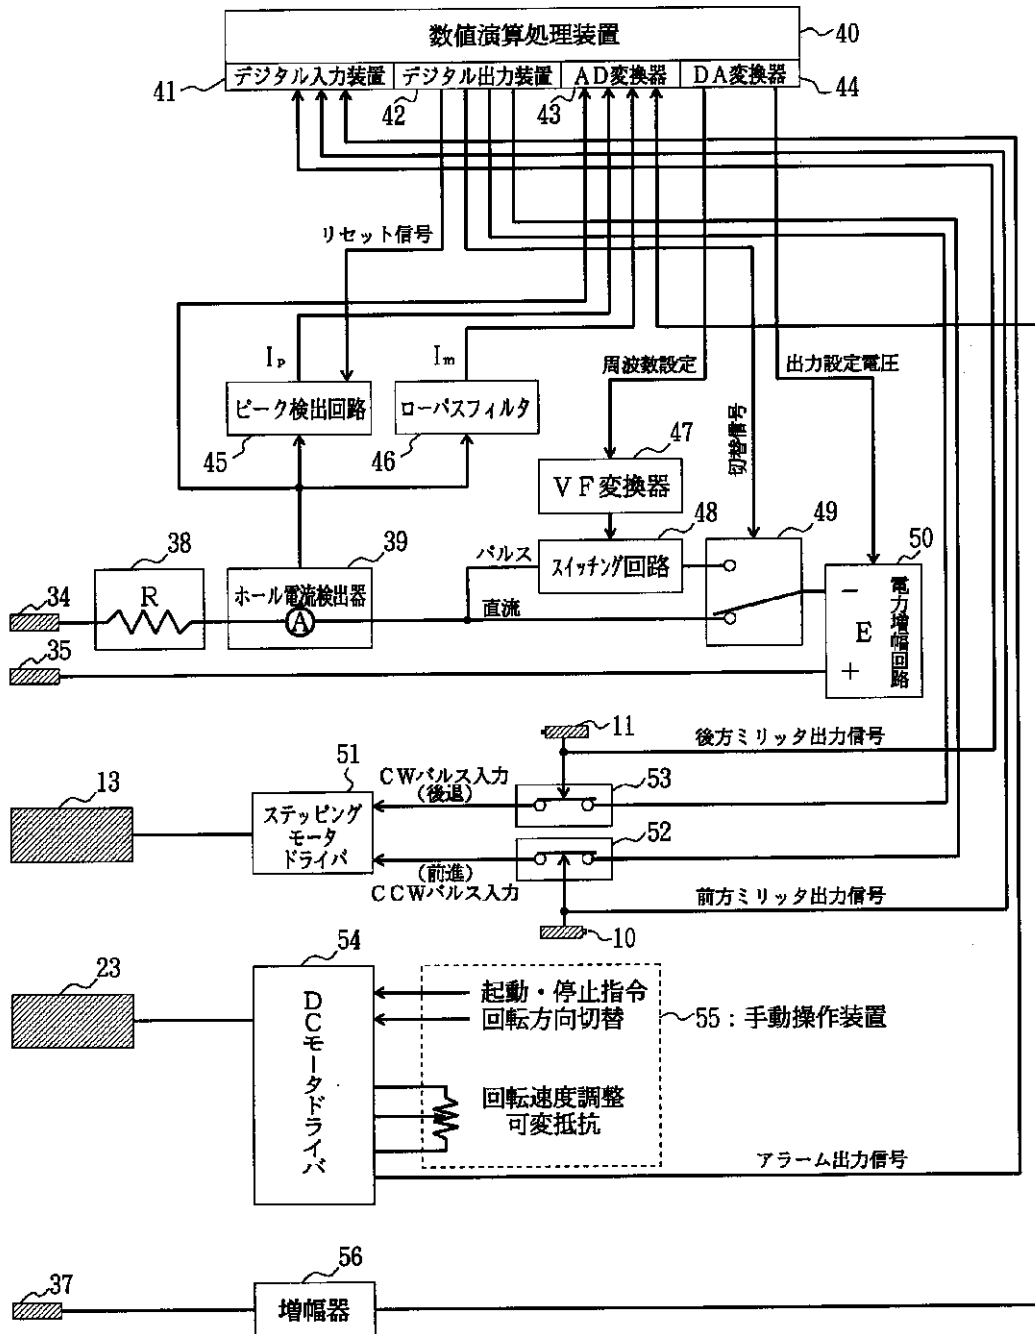 数値演算処理装置
40
41
デジタル入力装置
デジタル出力装置
AD変換器
DA変換器
42
43
44
リセット信号
Iₚ
Iₘ
周波数設定
出力設定電圧
切替信号
ピーク検出回路
ローパスフィルタ
45
46
47
VF変換器
48
49
50
38
39
パルス
スイッチング回路
34
R
ホール電流検出器
A
直流
−
E
+
電力増幅回路
35
11
後方ミリッタ出力信号
51
CWパルス入力
(後退)
53
13
ステッピング
モータ
ドライバ
52
(前進)
CCWパルス入力
前方ミリッタ出力信号
10
54
23
DCモータドライバ
起動・停止指令
回転方向切替
55:手動操作装置
回転速度調整
可変抵抗
アラーム出力信号
56
37
増幅器